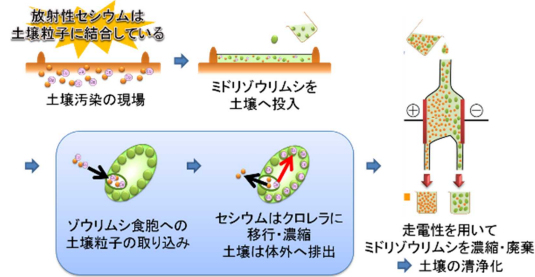 放射性セシウムは
土壌粒子に結合している
土壌汚染の現場
ミドリゾウリムシを
土壌へ投入
ゾウリムシ食胞への
土壌粒子の取り込み
セシウムはクロレラに
移行・濃縮
土壌は体外へ排出
⊕ ⊖
走電性を用いて
ミドリゾウリムシを濃縮・廃棄
土壌の清浄化